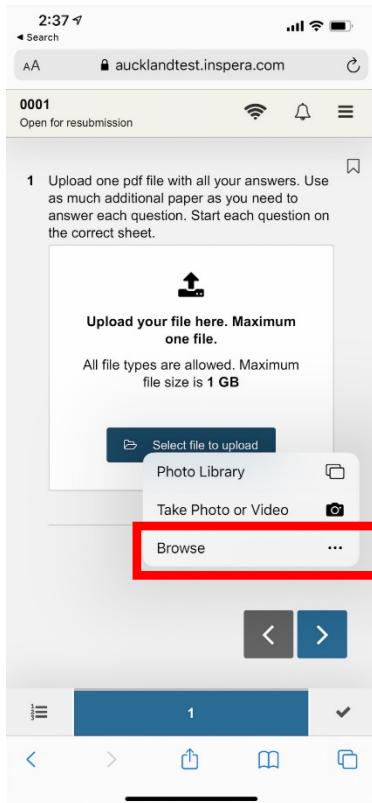 2:37
Search
AA aucklandtest.inspera.com
0001
Open for resubmission
1 Upload one pdf file with all your answers. Use
as much additional paper as you need to
answer each question. Start each question on
the correct sheet.
Upload your file here. Maximum
one file.
All file types are allowed. Maximum
file size is 1 GB
Select file to upload
Photo Library
Take Photo or Video
Browse
1